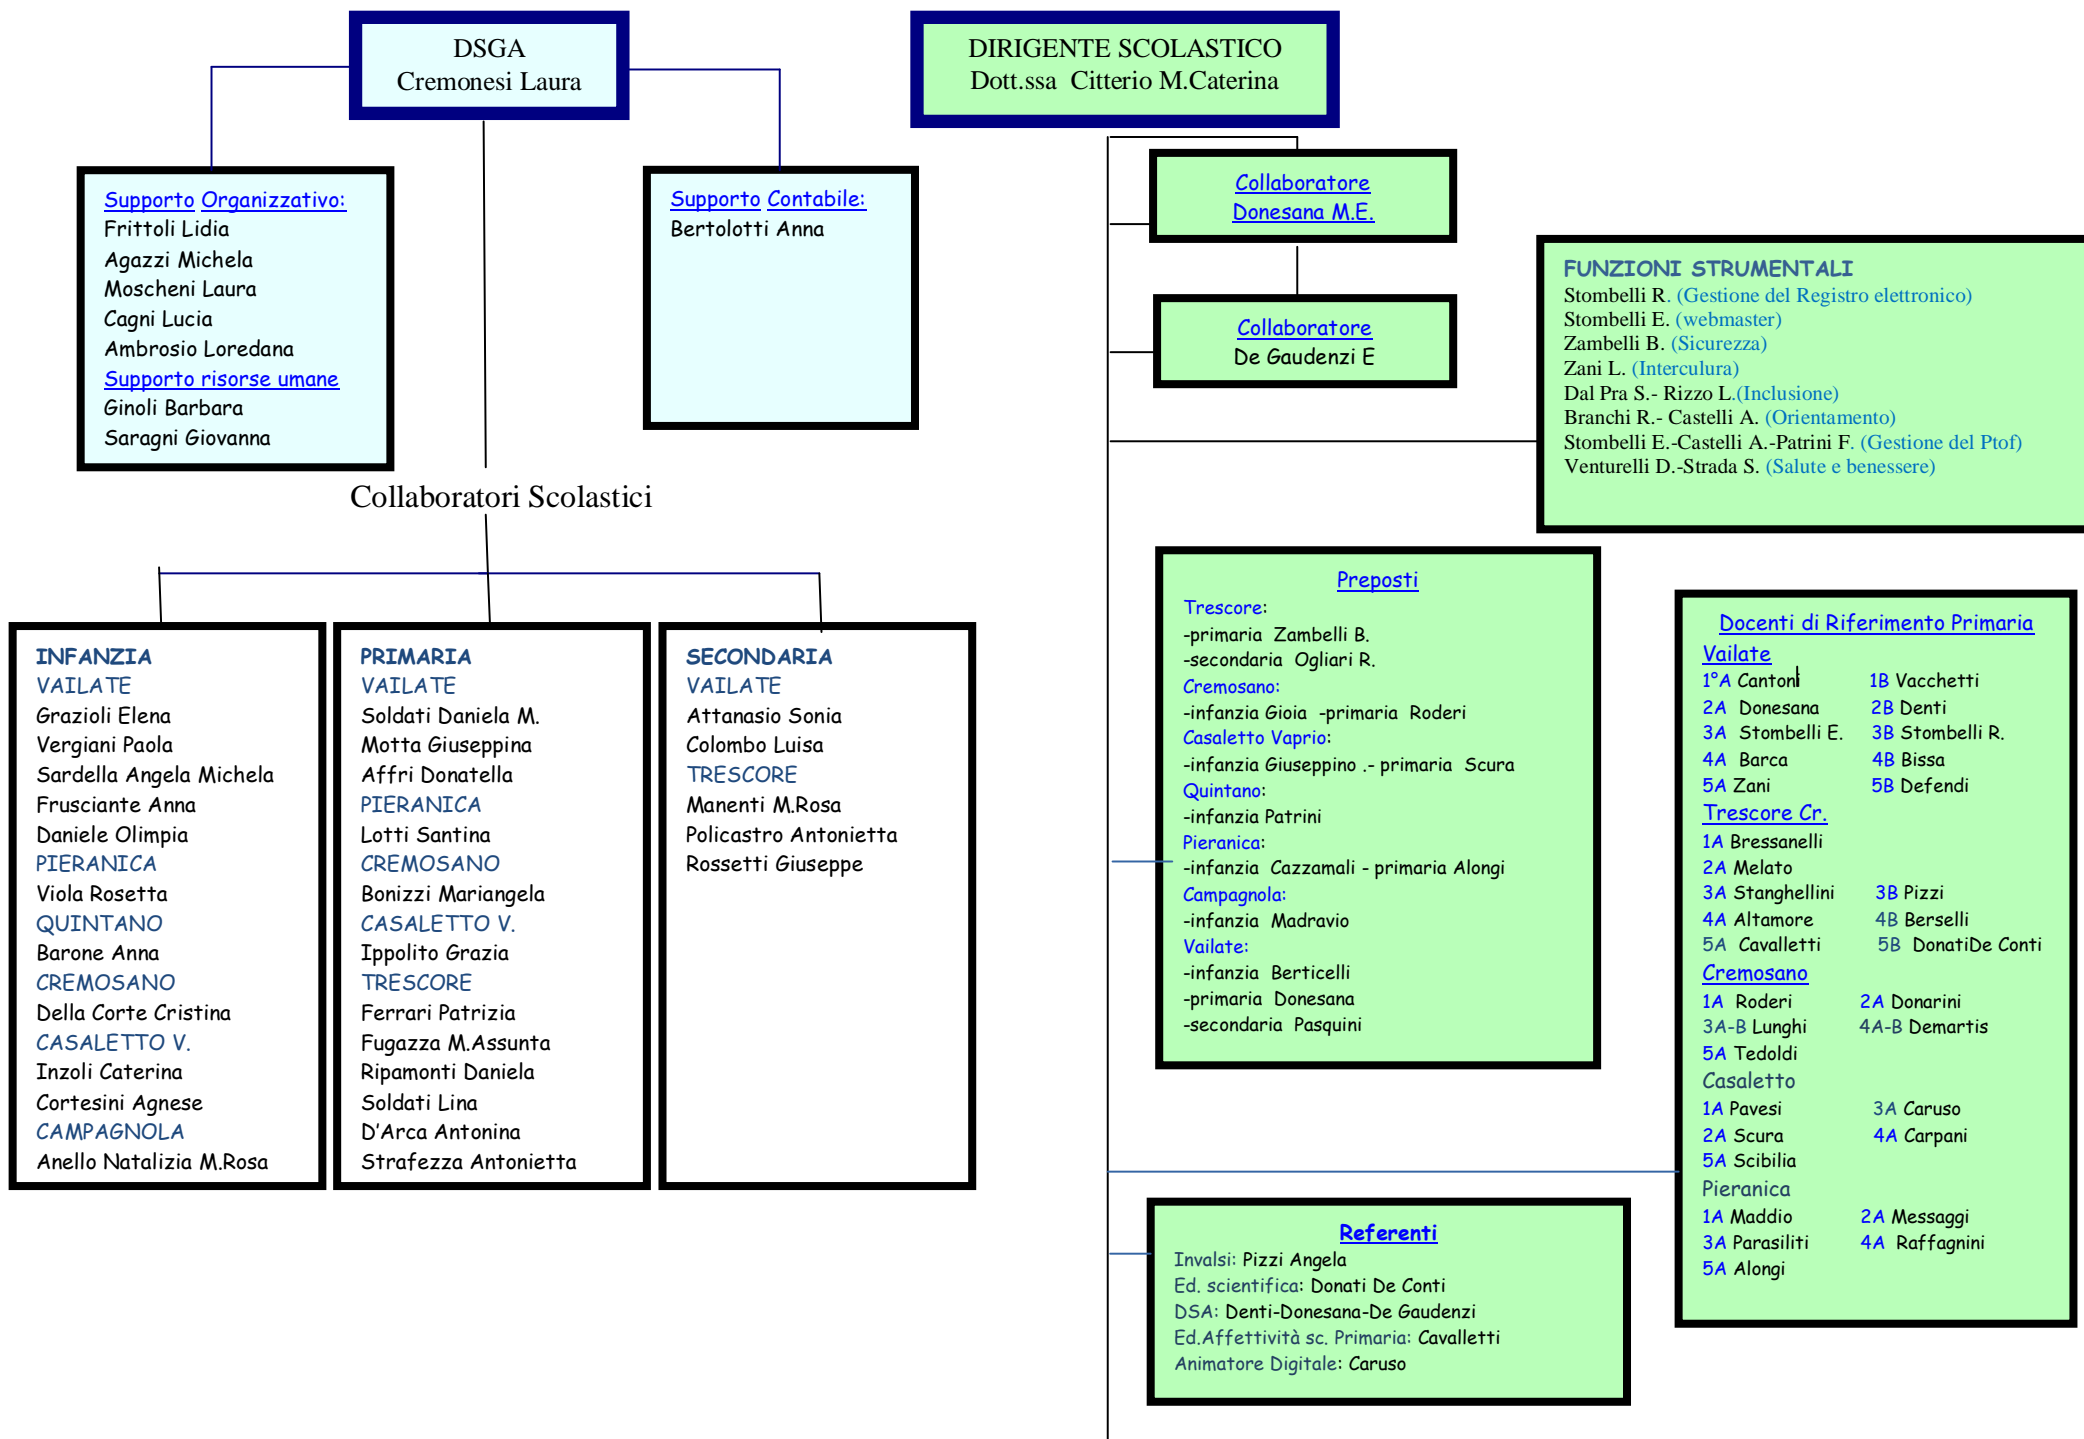 DSGA
Cremonesi Laura
DIRIGENTE SCOLASTICO
Dott.ssa Citterio M.Caterina
Supporto Organizzativo:
Frittoli Lidia
Agazzi Michela
Moscheni Laura
Cagni Lucia
Ambrosio Loredana
Supporto risorse umane
Ginoli Barbara
Saragni Giovanna
Supporto Contabile:
Bertolotti Anna
Collaboratore
Donesana M.E.
Collaboratore
De Gaudenzi E
FUNZIONI STRUMENTALI
Stombelli R. (Gestione del Registro elettronico)
Stombelli E. (webmaster)
Zambelli B. (Sicurezza)
Zani L. (Interculura)
Dal Pra S.- Rizzo L.(Inclusione)
Branchi R.- Castelli A. (Orientamento)
Stombelli E.-Castelli A.-Patrini F. (Gestione del Ptof)
Venturelli D.-Strada S. (Salute e benessere)
Collaboratori Scolastici
INFANZIA
VAILATE
Grazioli Elena
Vergiani Paola
Sardella Angela Michela
Frusciante Anna
Daniele Olimpia
PIERANICA
Viola Rosetta
QUINTANO
Barone Anna
CREMOSANO
Della Corte Cristina
CASALETTO V.
Inzoli Caterina
Cortesini Agnese
CAMPAGNOLA
Anello Natalizia M.Rosa
PRIMARIA
VAILATE
Soldati Daniela M.
Motta Giuseppina
Affri Donatella
PIERANICA
Lotti Santina
CREMOSANO
Bonizzi Mariangela
CASALETTO V.
Ippolito Grazia
TRESCORE
Ferrari Patrizia
Fugazza M.Assunta
Ripamonti Daniela
Soldati Lina
D'Arca Antonina
Strafezza Antonietta
SECONDARIA
VAILATE
Attanasio Sonia
Colombo Luisa
TRESCORE
Manenti M.Rosa
Policastro Antonietta
Rossetti Giuseppe
Preposti
Trescore:
-primaria Zambelli B.
-secondaria Ogliari R.
Cremosano:
-infanzia Gioia -primaria Roderi
Casaletto Vaprio:
-infanzia Giuseppino .- primaria Scura
Quintano:
-infanzia Patrini
Pieranica:
-infanzia Cazzamali - primaria Alongi
Campagnola:
-infanzia Madravio
Vailate:
-infanzia Berticelli
-primaria Donesana
-secondaria Pasquini
Docenti di Riferimento Primaria
Vailate
1°A Cantoni 1B Vacchetti
2A Donesana 2B Denti
3A Stombelli E. 3B Stombelli R.
4A Barca 4B Bissa
5A Zani 5B Defendi
Trescore Cr.
1A Bressanelli
2A Melato
3A Stanghellini 3B Pizzi
4A Altamore 4B Berselli
5A Cavalletti 5B DonatiDe Conti
Cremosano
1A Roderi 2A Donarini
3A-B Lunghi 4A-B Demartis
5A Tedoldi
Casaletto
1A Pavesi 3A Caruso
2A Scura 4A Carpani
5A Scibilia
Pieranica
1A Maddio 2A Messaggi
3A Parasiliti 4A Raffagnini
5A Alongi
Referenti
Invalsi: Pizzi Angela
Ed. scientifica: Donati De Conti
DSA: Denti-Donesana-De Gaudenzi
Ed.Affettività sc. Primaria: Cavalletti
Animatore Digitale: Caruso